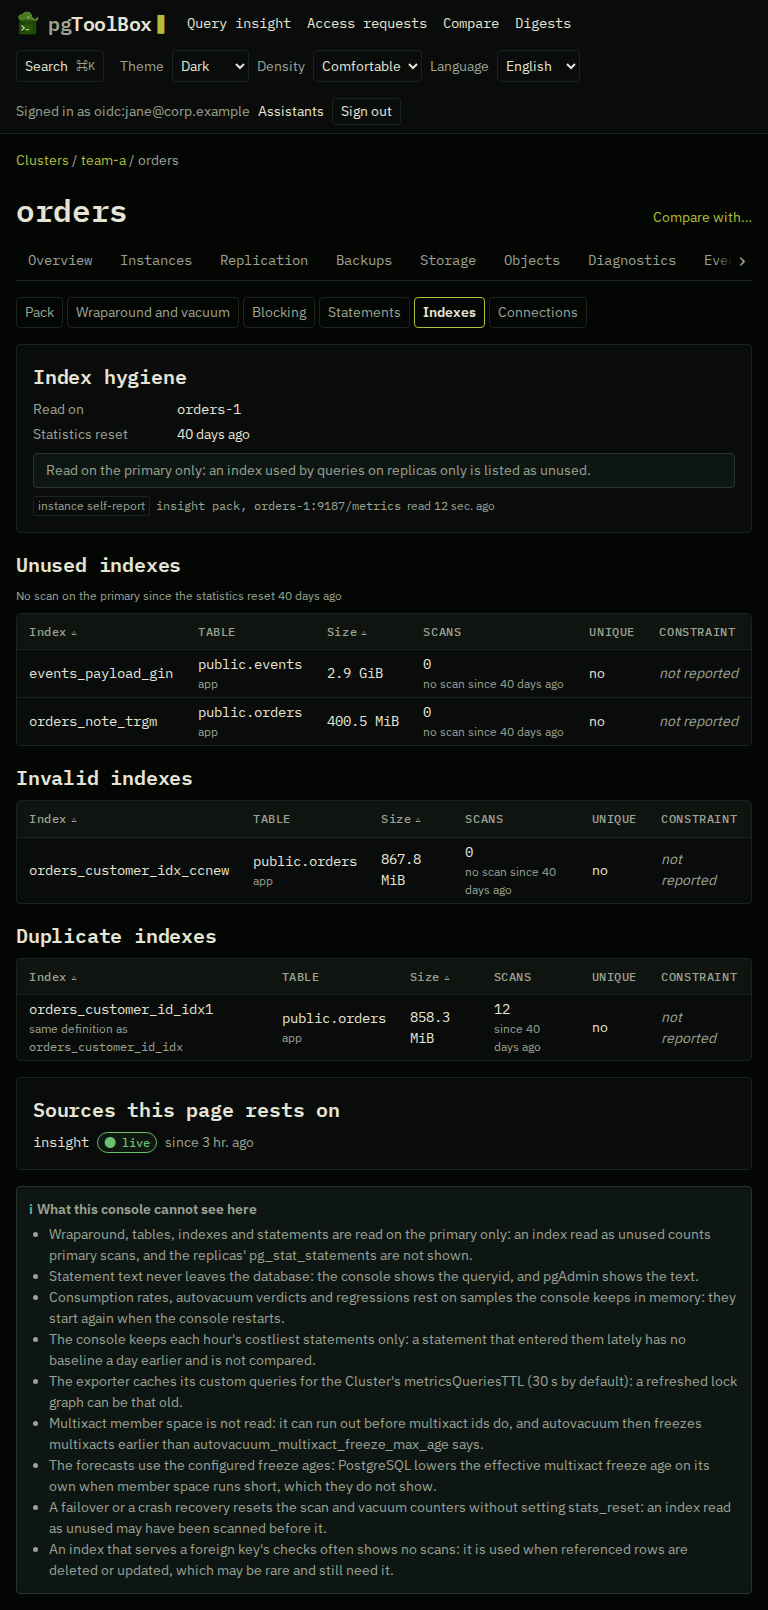 pgToolBox
Query insight Access requests Compare Digests
Search ⌘K Theme Dark Density Comfortable Language English
Signed in as oidc:jane@corp.example Assistants Sign out
Clusters / team-a / orders
orders
Compare with…
Overview Instances Replication Backups Storage Objects Diagnostics
Pack Wraparound and vacuum Blocking Statements Indexes Connections
Index hygiene
Read on orders-1
Statistics reset 40 days ago
Read on the primary only: an index used by queries on replicas only is listed as unused.
instance self-report insight pack, orders-1:9187/metrics read 12 sec. ago
Unused indexes
No scan on the primary since the statistics reset 40 days ago
Index TABLE Size SCANS UNIQUE CONSTRAINT
events_payload_gin public.events app 2.9 GiB 0 no scan since 40 days ago no not reported
orders_note_trgm public.orders app 400.5 MiB 0 no scan since 40 days ago no not reported
Invalid indexes
Index TABLE Size SCANS UNIQUE CONSTRAINT
orders_customer_idx_ccnew public.orders app 867.8 MiB 0 no scan since 40 days ago no not reported
Duplicate indexes
Index TABLE Size SCANS UNIQUE CONSTRAINT
orders_customer_id_idx1 same definition as orders_customer_id_idx public.orders app 858.3 MiB 12 since 40 days ago no not reported
Sources this page rests on
insight live since 3 hr. ago
i What this console cannot see here
Wraparound, tables, indexes and statements are read on the primary only: an index read as unused counts
primary scans, and the replicas' pg_stat_statements are not shown.
Statement text never leaves the database: the console shows the queryid, and pgAdmin shows the text.
Consumption rates, autovacuum verdicts and regressions rest on samples the console keeps in memory: they
start again when the console restarts.
The console keeps each hour's costliest statements only: a statement that entered them lately has no
baseline a day earlier and is not compared.
The exporter caches its custom queries for the Cluster's metricsQueriesTTL (30 s by default): a refreshed lock
graph can be that old.
Multixact member space is not read: it can run out before multixact ids do, and autovacuum then freezes
multixacts earlier than autovacuum_multixact_freeze_max_age says.
The forecasts use the configured freeze ages: PostgreSQL lowers the effective multixact freeze age on its
own when member space runs short, which they do not show.
A failover or a crash recovery resets the scan and vacuum counters without setting stats_reset: an index read
as unused may have been scanned before it.
An index that serves a foreign key's checks often shows no scans: it is used when referenced rows are
deleted or updated, which may be rare and still need it.